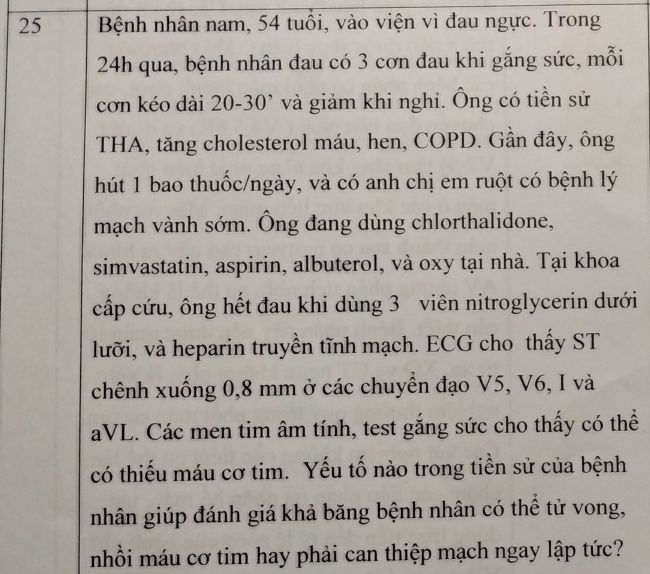 25 Bệnh nhân nam, 54 tuổi, vào viện vì đau ngực. Trong
24h qua, bệnh nhân đau có 3 cơn đau khi gắng sức, mỗi
cơn kéo dài 20-30’ và giảm khi nghỉ. Ông có tiền sử
THA, tăng cholesterol máu, hen, COPD. Gần đây, ông
hút 1 bao thuốc/ngày, và có anh chị em ruột có bệnh lý
mạch vành sớm. Ông đang dùng chlorthalidone,
simvastatin, aspirin, albuterol, và oxy tại nhà. Tại khoa
cấp cứu, ông hết đau khi dùng 3 viên nitroglycerin dưới
lưỡi, và heparin truyền tĩnh mạch. ECG cho thấy ST
chênh xuống 0,8 mm ở các chuyển đạo V5, V6, I và
aVL. Các men tim âm tính, test gắng sức cho thấy có thể
có thiếu máu cơ tim. Yếu tố nào trong tiền sử của bệnh
nhân giúp đánh giá khả băng bệnh nhân có thể tử vong,
nhồi máu cơ tim hay phải can thiệp mạch ngay lập tức?